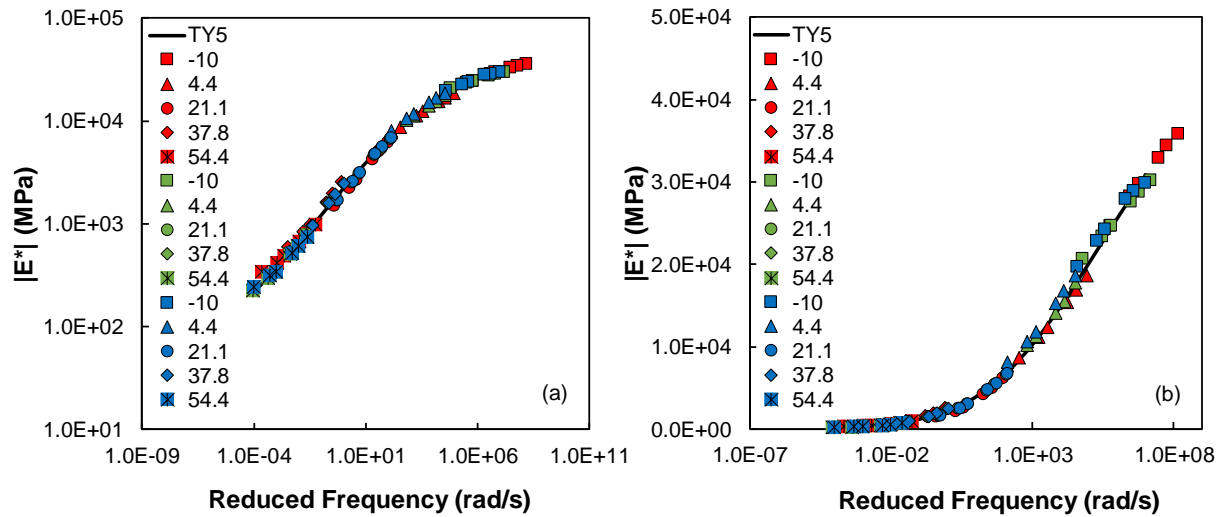 1.0E+05
1.0E+04
1.0E+03
1.0E+02
1.0E+01
|E*| (MPa)
TY5
-10
4.4
21.1
37.8
54.4
-10
4.4
21.1
37.8
54.4
-10
4.4
21.1
37.8
54.4
(a)
1.0E-09 1.0E-04 1.0E+01 1.0E+06 1.0E+11
Reduced Frequency (rad/s)
5.0E+04
4.0E+04
3.0E+04
2.0E+04
1.0E+04
0.0E+00
|E*| (MPa)
TY5
-10
4.4
21.1
37.8
54.4
-10
4.4
21.1
37.8
54.4
-10
4.4
21.1
37.8
54.4
(b)
1.0E-07 1.0E-02 1.0E+03 1.0E+08
Reduced Frequency (rad/s)